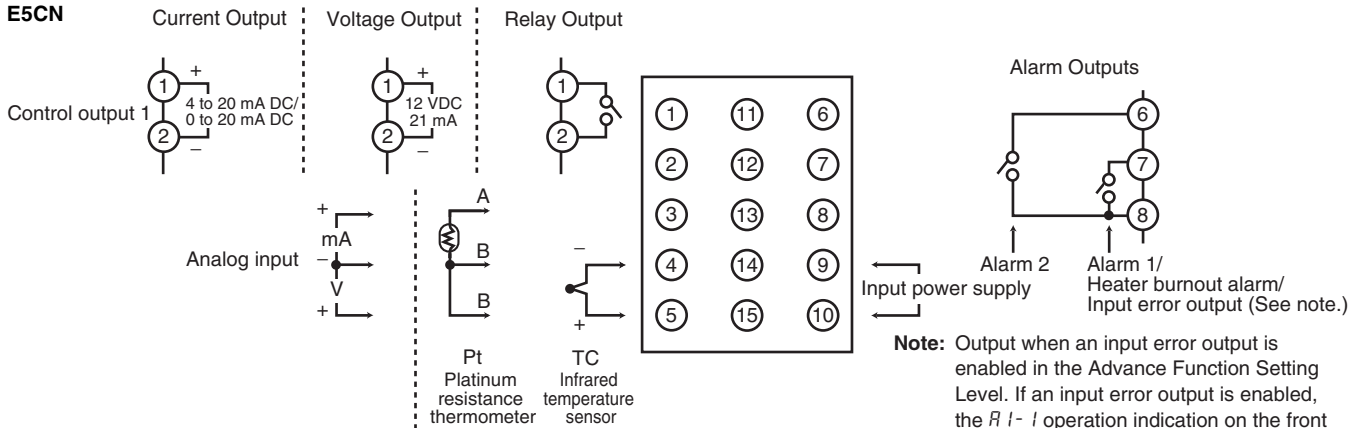 E5CN
Current Output
Voltage Output
Relay Output
Control output 1
1
+
4 to 20 mA DC/
0 to 20 mA DC
2
−
1
+
12 VDC
21 mA
2
−
1
2
1 11 6
2 12 7
3 13 8
4 14 9
5 15 10
Alarm Outputs
6
7
8
Alarm 2
Alarm 1/
Heater burnout alarm/
Input error output (See note.)
Analog input
+
mA
−
V
+
A
B
B
Pt
Platinum
resistance
thermometer
−
+
TC
Infrared
temperature
sensor
Input power supply
Note: Output when an input error output is
enabled in the Advance Function Setting
Level. If an input error output is enabled,
the A1-1 operation indication on the front